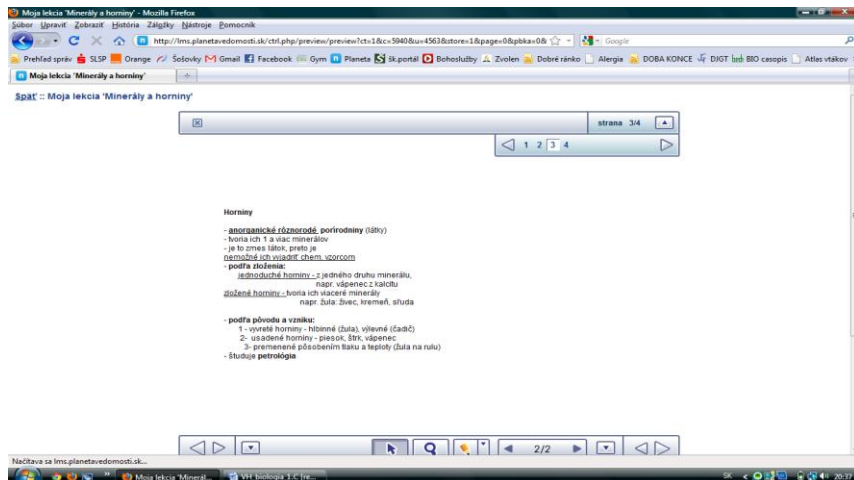 Moja lekcia 'Minerály a horniny' - Mozilla Firefox
Súbor Upraviť Zobraziť História Záložky Nástroje Pomocník
http://lms.planetavedomosti.sk/ctrl.php/preview/preview?ct=1&c=5940&u=4563&store=1&page=0&pbka=0& Google
Prehľad správ SLSP Orange Šošovky Gmail Facebook Gym Planeta šk.portál Bohoslužby Zvolen Dobré ránko Alergia DOBA KONCE DJGT BIO casopis Atlas vtákov
Moja lekcia 'Minerály a horniny'
Späť :: Moja lekcia 'Minerály a horniny'
strana 3/4
1 2 3 4
Horniny
- anorganické rôznorodé porírodniny (látky)
- tvoria ich 1 a viac minerálov
- je to zmes látok, preto je
nemožné ich vyjadriť chem. vzorcom
- podľa zloženia:
jednoduché horniny - z jedného druhu minerálu,
napr. vápenec z kalcitu
zložené horniny - tvoria ich viaceré minerály
napr. žula: živec, kremeň, sľuda
- podľa pôvodu a vzniku:
1 - vyvreté horniny - hlbinné (žula), výlevné (čadič)
2- usadené horniny - piesok, štrk, vápenec
3- premenené pôsobením tlaku a teploty (žula na rulu)
- študuje petrológia
2/2
Načítava sa lms.planetavedomosti.sk...
Moja lekcia 'Minerál... VH biologia 1.C [re... SK 20:37